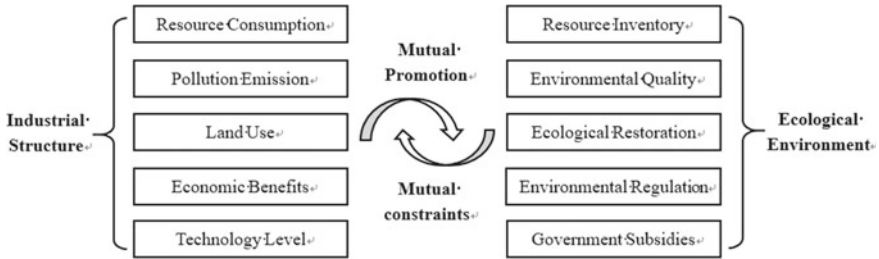 Industrial
Structure
Resource Consumption
Pollution Emission
Land Use
Economic Benefits
Technology Level
Mutual
Promotion
Mutual
constraints
Resource Inventory
Environmental Quality
Ecological Restoration
Environmental Regulation
Government Subsidies
Ecological
Environment